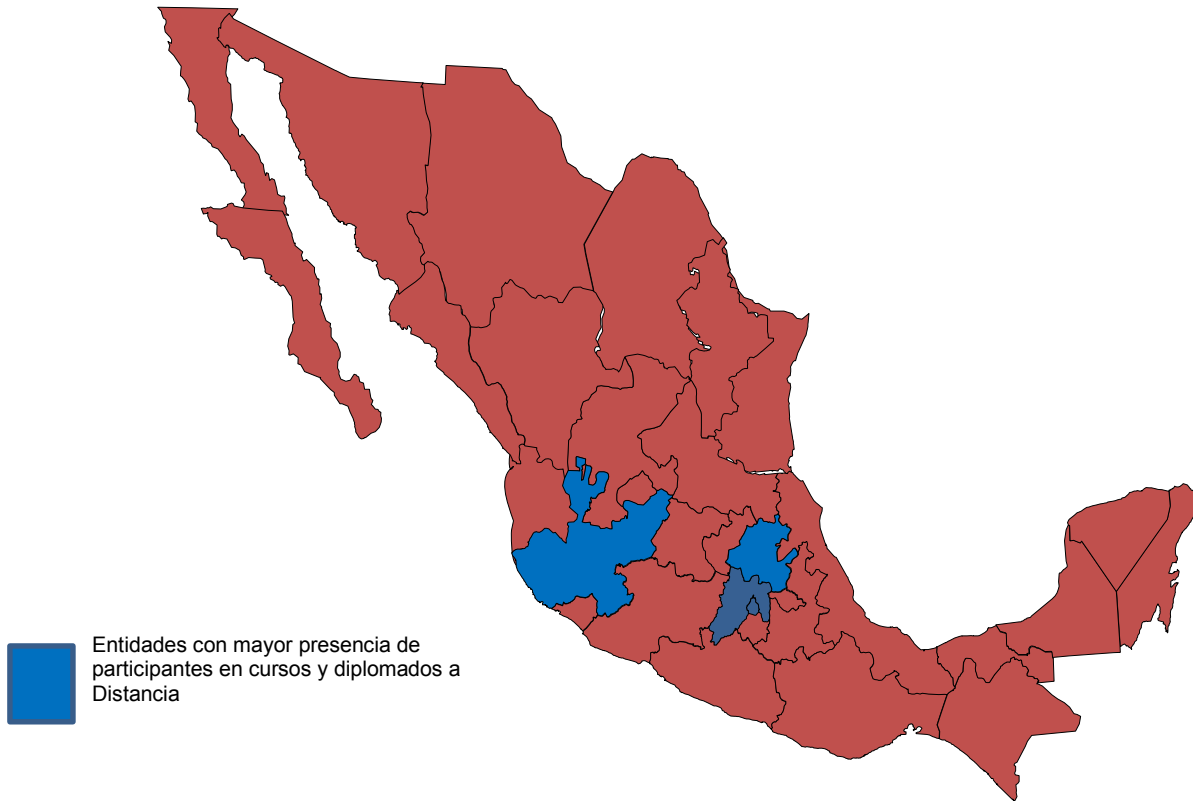 Entidades con mayor presencia de
participantes en cursos y diplomados a
Distancia